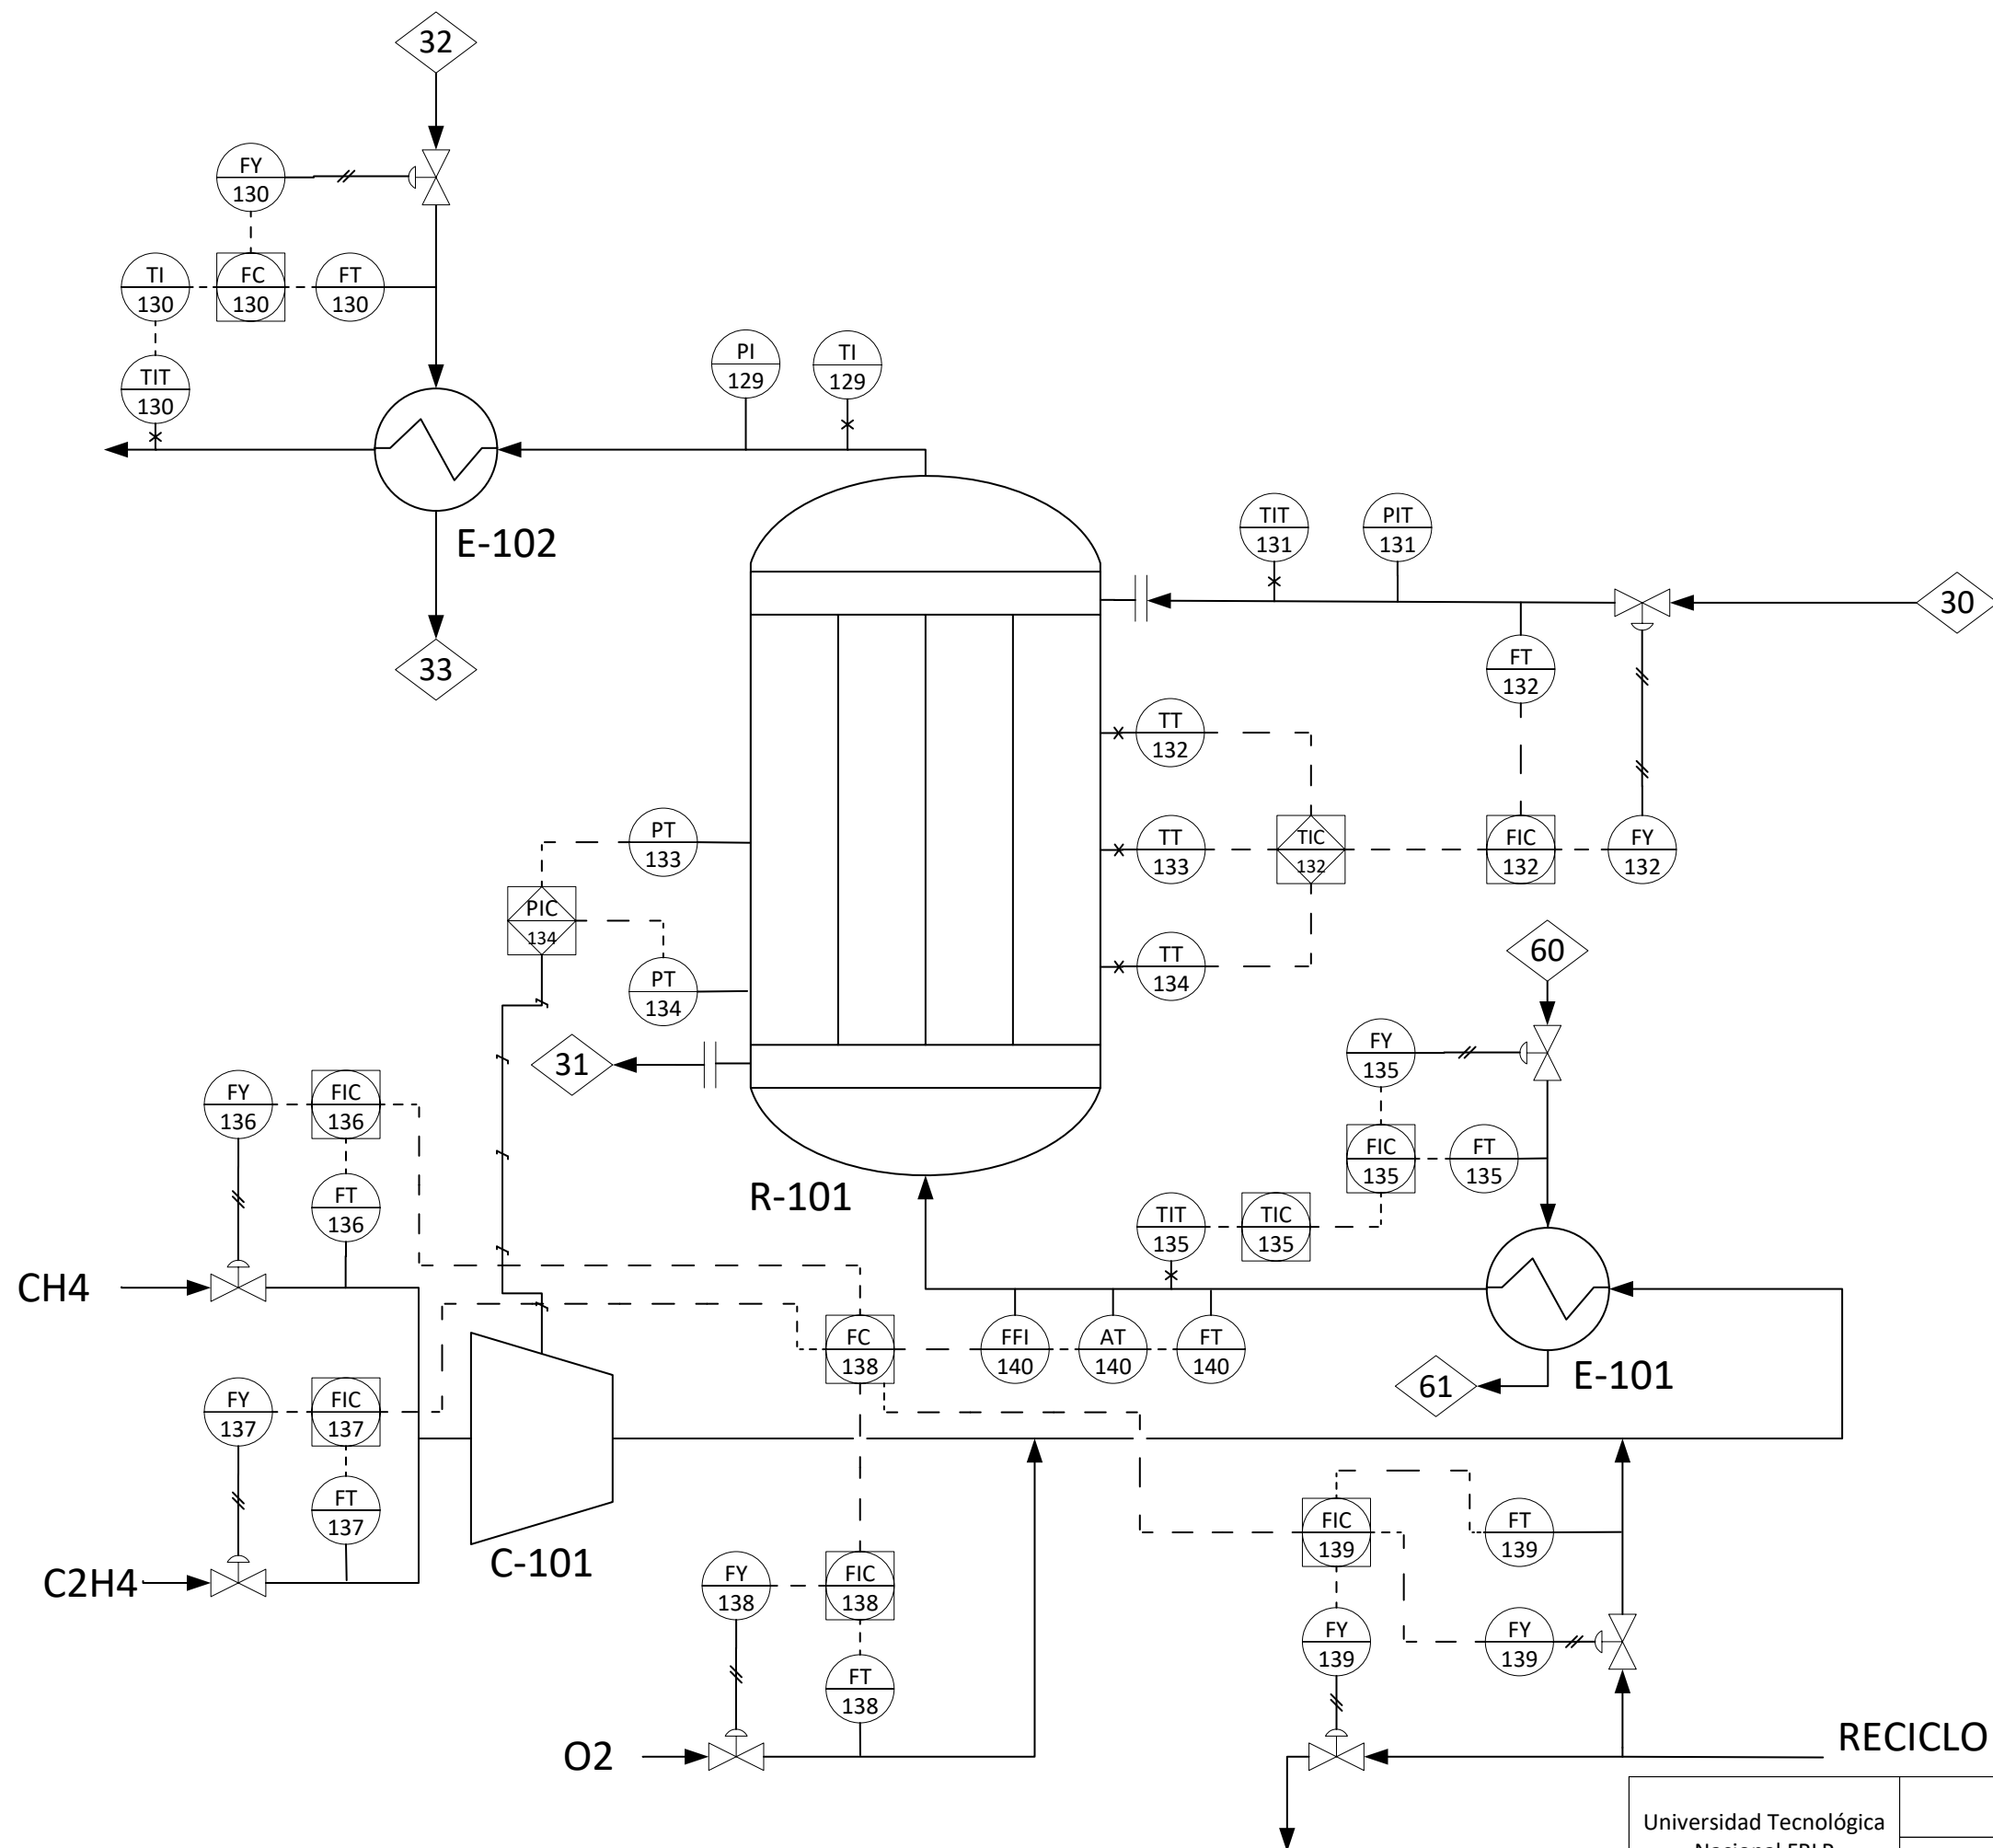 32
FY
130
TI
130
FC
130
FT
130
TIT
130
PI
129
TI
129
E-102
33
TIT
131
PIT
131
30
FT
132
TT
132
PT
133
TT
133
TIC
132
FIC
132
FY
132
PIC
134
PT
134
TT
134
60
31
FY
135
FIC
135
FT
135
FY
136
FIC
136
FT
136
R-101
TIT
135
TIC
135
CH4
FC
138
FFI
140
AT
140
FT
140
E-101
61
FY
137
FIC
137
FT
137
C-101
C2H4
FY
138
FIC
138
FT
138
FIC
139
FT
139
FY
139
FY
139
O2
RECICLO
Universidad Tecnológica